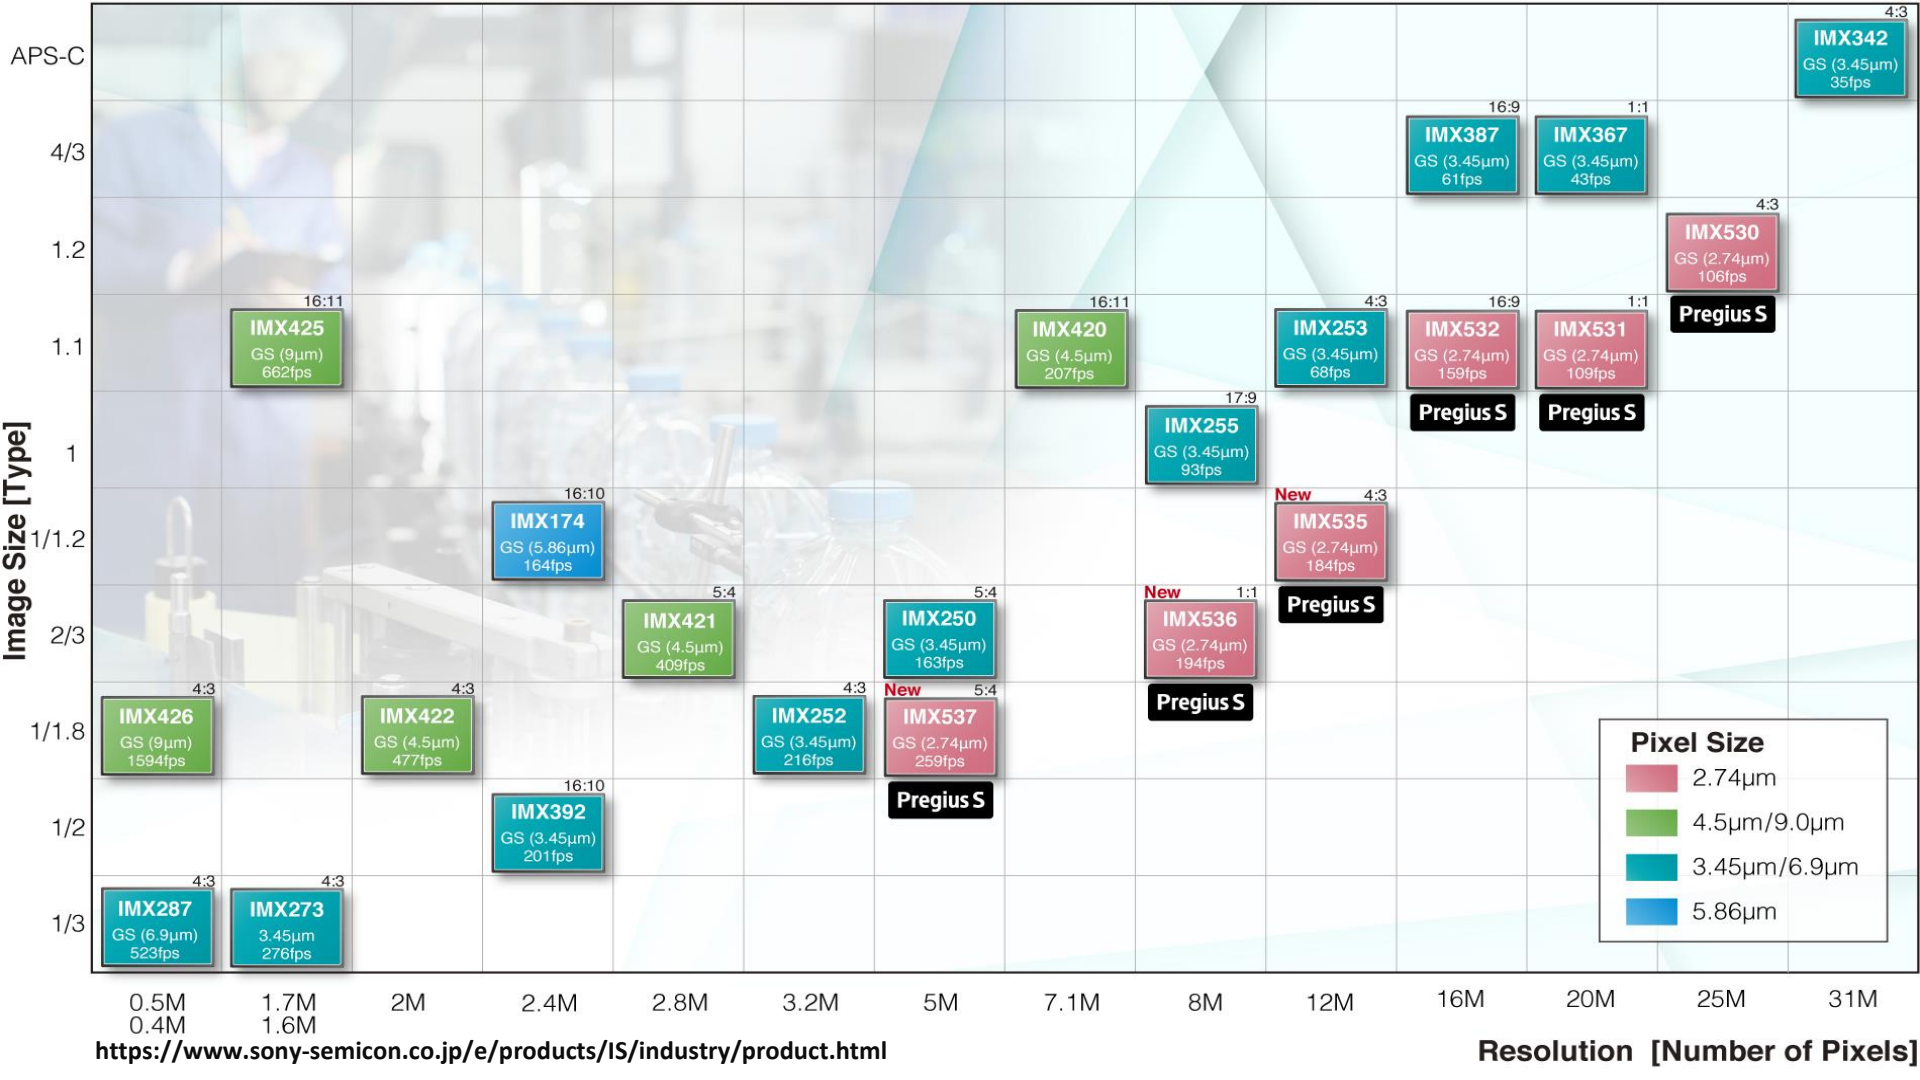 4:3
APS-C
IMX342
GS (3.45µm)
35fps
16:9
1:1
4/3
IMX387
GS (3.45µm)
61fps
IMX367
GS (3.45µm)
43fps
4:3
1.2
IMX530
GS (2.74µm)
106fps
Pregius S
16:11
16:11
4:3
16:9
1:1
1.1
IMX425
GS (9µm)
662fps
IMX420
GS (4.5µm)
207fps
IMX253
GS (3.45µm)
68fps
IMX532
GS (2.74µm)
159fps
Pregius S
IMX531
GS (2.74µm)
109fps
Pregius S
17:9
1
IMX255
GS (3.45µm)
93fps
Image Size [Type]
16:10
New 4:3
1/1.2
IMX174
GS (5.86µm)
164fps
IMX535
GS (2.74µm)
184fps
Pregius S
5:4
5:4
New 1:1
2/3
IMX421
GS (4.5µm)
409fps
IMX250
GS (3.45µm)
163fps
IMX536
GS (2.74µm)
194fps
Pregius S
4:3
4:3
4:3
New 5:4
1/1.8
IMX426
GS (9µm)
1594fps
IMX422
GS (4.5µm)
477fps
IMX252
GS (3.45µm)
216fps
IMX537
GS (2.74µm)
259fps
Pregius S
16:10
1/2
IMX392
GS (3.45µm)
201fps
4:3
4:3
1/3
IMX287
GS (6.9µm)
523fps
IMX273
3.45µm
276fps
Pixel Size
2.74µm
4.5µm/9.0µm
3.45µm/6.9µm
5.86µm
0.5M 1.7M 2M 2.4M 2.8M 3.2M 5M 7.1M 8M 12M 16M 20M 25M 31M
0.4M 1.6M
https://www.sony-semicon.co.jp/e/products/IS/industry/product.html
Resolution [Number of Pixels]